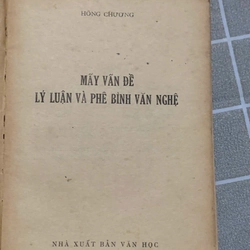 HỒNG CHƯƠNG
MẤY VẤN ĐỀ
LÝ LUẬN VÀ PHÊ BÌNH VĂN NGHỆ
NHÀ XUẤT BẢN VĂN HỌC